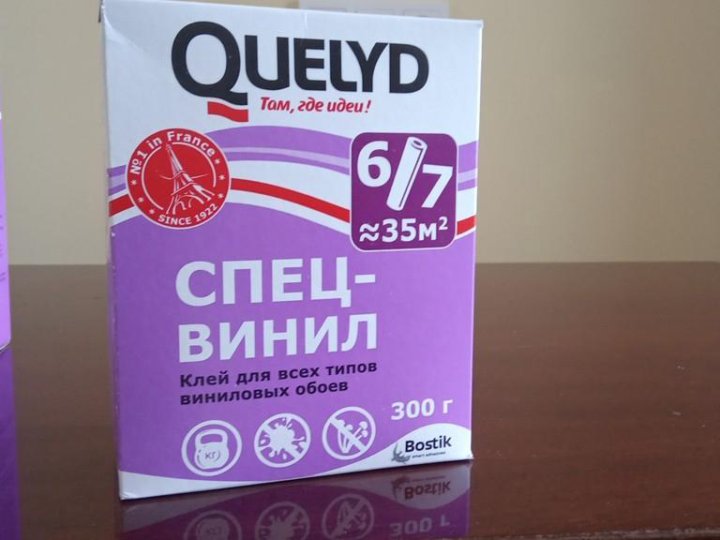 QUELYD
Там, где идеи!
№1 in France
SINCE 1922
6/7
≈35м²
СПЕЦ-
ВИНИЛ
Клей для всех типов
виниловых обоев
300 г
КГ
Bostik